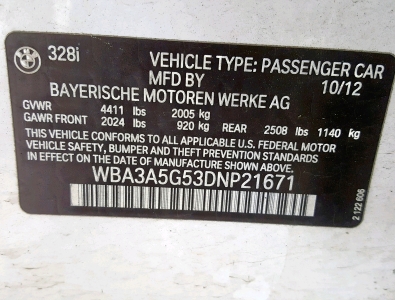 328i VEHICLE TYPE: PASSENGER CAR
MFD BY 10/12
BAYERISCHE MOTOREN WERKE AG
GVWR 4411 lbs 2005 kg
GAWR FRONT 2024 lbs 920 kg REAR 2508 lbs 1140 kg
THIS VEHICLE CONFORMS TO ALL APPLICABLE U.S. FEDERAL MOTOR
VEHICLE SAFETY, BUMPER, AND THEFT PREVENTION STANDARDS IN
EFFECT ON THE DATE OF MANUFACTURE SHOWN ABOVE.
WBA3A5G53DNP21671
2 122 606